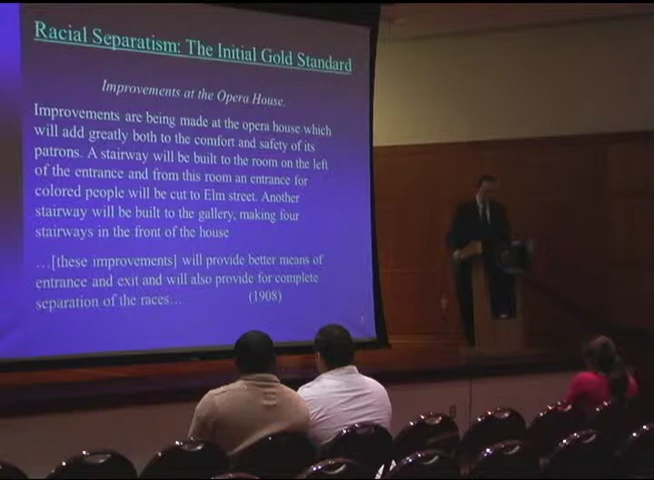 Racial Separatism: The Initial Gold Standard
Improvements at the Opera House.
Improvements are being made at the opera house which
will add greatly both to the comfort and safety of its
patrons. A stairway will be built to the room on the left
of the entrance and from this room an entrance for
colored people will be cut to Elm street. Another
stairway will be built to the gallery, making four
stairways in the front of the house
…[these improvements] will provide better means of
entrance and exit and will also provide for complete
separation of the races… (1908)